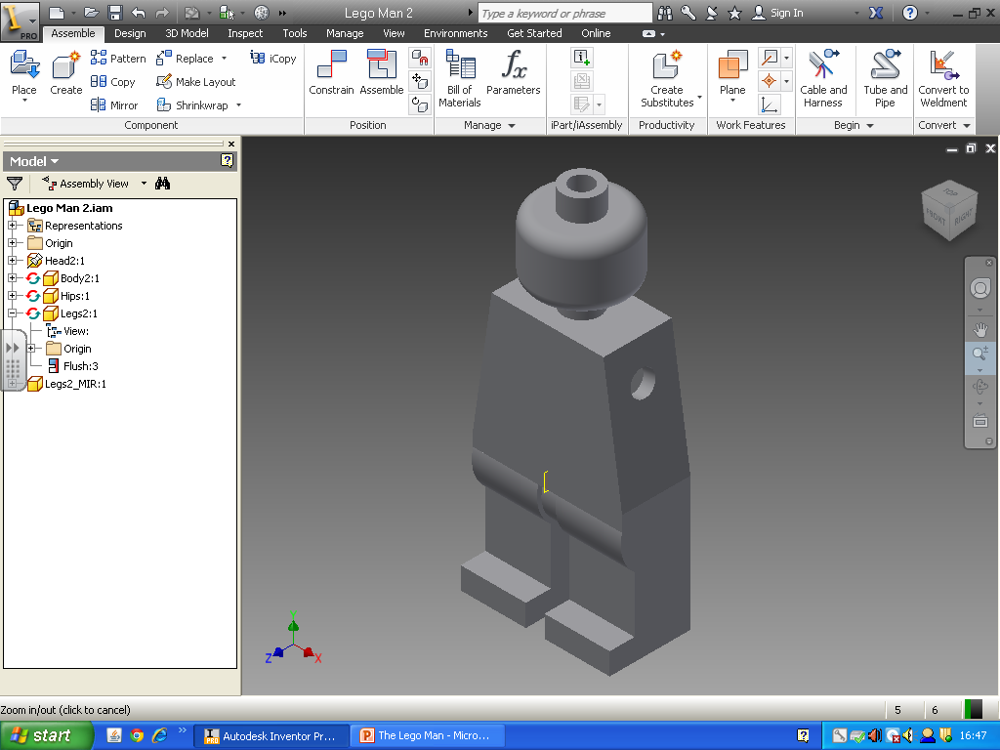 Lego Man 2
Type a keyword or phrase
Sign In
PRO
Assemble
Design
3D Model
Inspect
Tools
Manage
View
Environments
Get Started
Online
Place
Create
Pattern
Copy
Mirror
Replace
Make Layout
Shrinkwrap
iCopy
Component
Constrain
Assemble
Position
Bill of
Materials
Parameters
Manage
iPart/iAssembly
Create
Substitutes
Productivity
Plane
Work Features
Cable and
Harness
Tube and
Pipe
Begin
Convert to
Weldment
Convert
Model
Assembly View
Lego Man 2.iam
Representations
Origin
Head2:1
Body2:1
Hips:1
Legs2:1
View:
Origin
Flush:3
Legs2_MIR:1
TOP
FRONT
RIGHT
Y
Z
X
Zoom in/out (click to cancel)
5
6
start
Autodesk Inventor Pr...
The Lego Man - Micro...
16:47